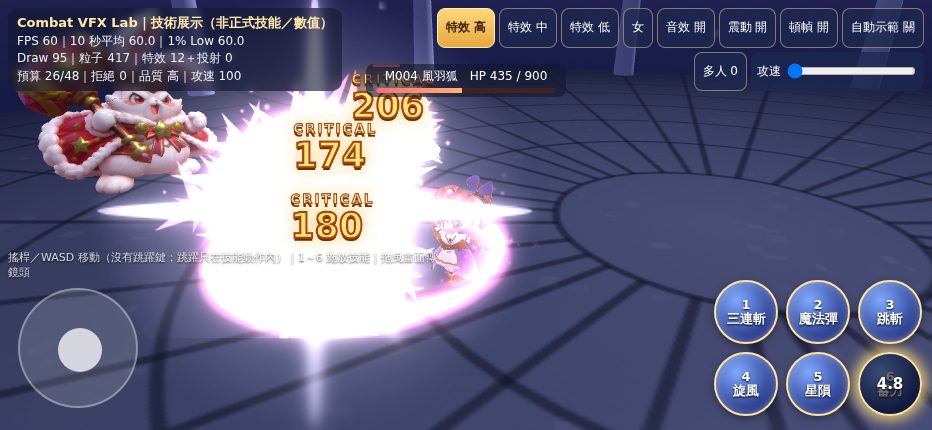 Combat VFX Lab｜技術展示（非正式技能／數值）
FPS 60｜10 秒平均 60.0｜1% Low 60.0
Draw 95｜粒子 417｜特效 12＋投射 0
預算 26/48｜拒絕 0｜品質 高｜攻速 100
特效 高
特效 中
特效 低
女
音效 開
震動 開
頓幀 開
自動示範 關
多人 0
攻速
M004 風羽狐 HP 435 / 900
206
CRITICAL
174
CRITICAL
180
搖桿／WASD 移動（沒有跳躍鍵；跳躍只在技能動作內）｜1～6 施放技能｜拖曳畫面轉
鏡頭
1
三連斬
2
魔法彈
3
跳斬
4
旋風
5
星隕
6
4.8
蓄力